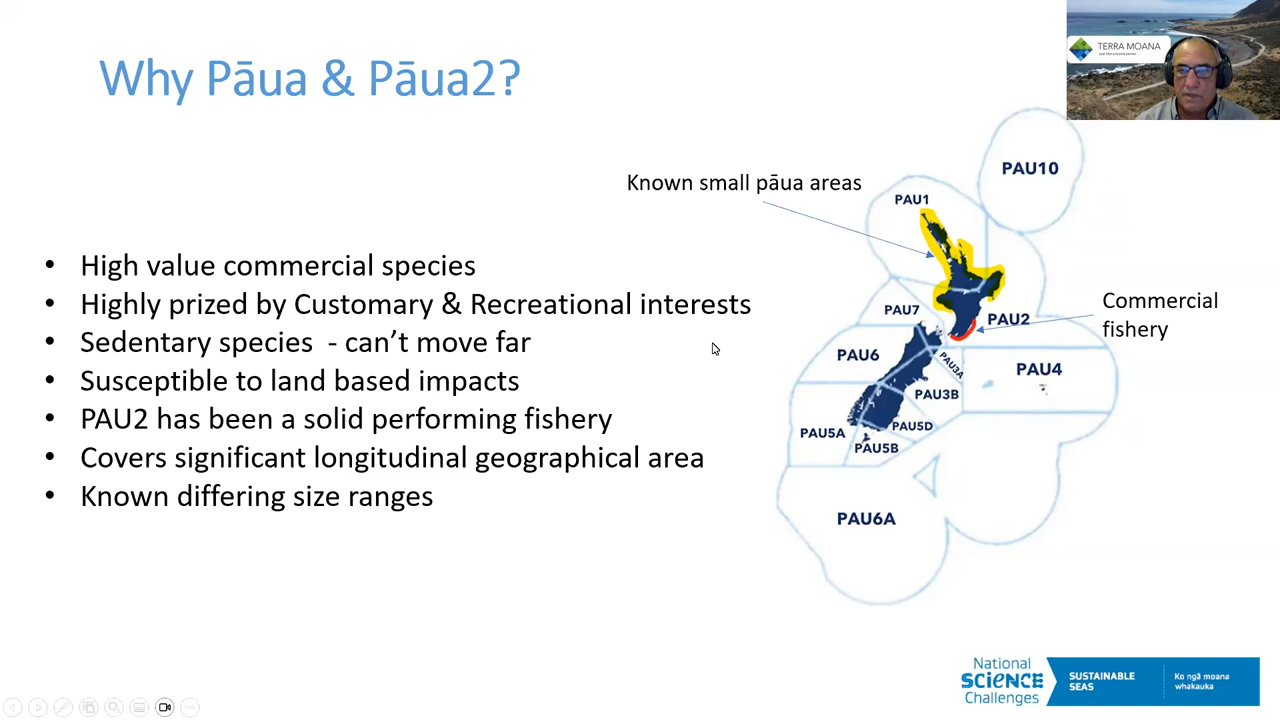 Why Pāua & Pāua2?
TERRA MOANA
Known small pāua areas
• High value commercial species
• Highly prized by Customary & Recreational interests
• Sedentary species - can't move far
• Susceptible to land based impacts
• PAU2 has been a solid performing fishery
• Covers significant longitudinal geographical area
• Known differing size ranges
PAU10
PAU1
PAU7
PAU2
Commercial
fishery
PAU6
PAU3A
PAU4
PAU3B
PAU5A
PAU5D
PAU5B
PAU6A
National
SCIENCE
Challenges
SUSTAINABLE
SEAS
Ko ngā moana
whakauka